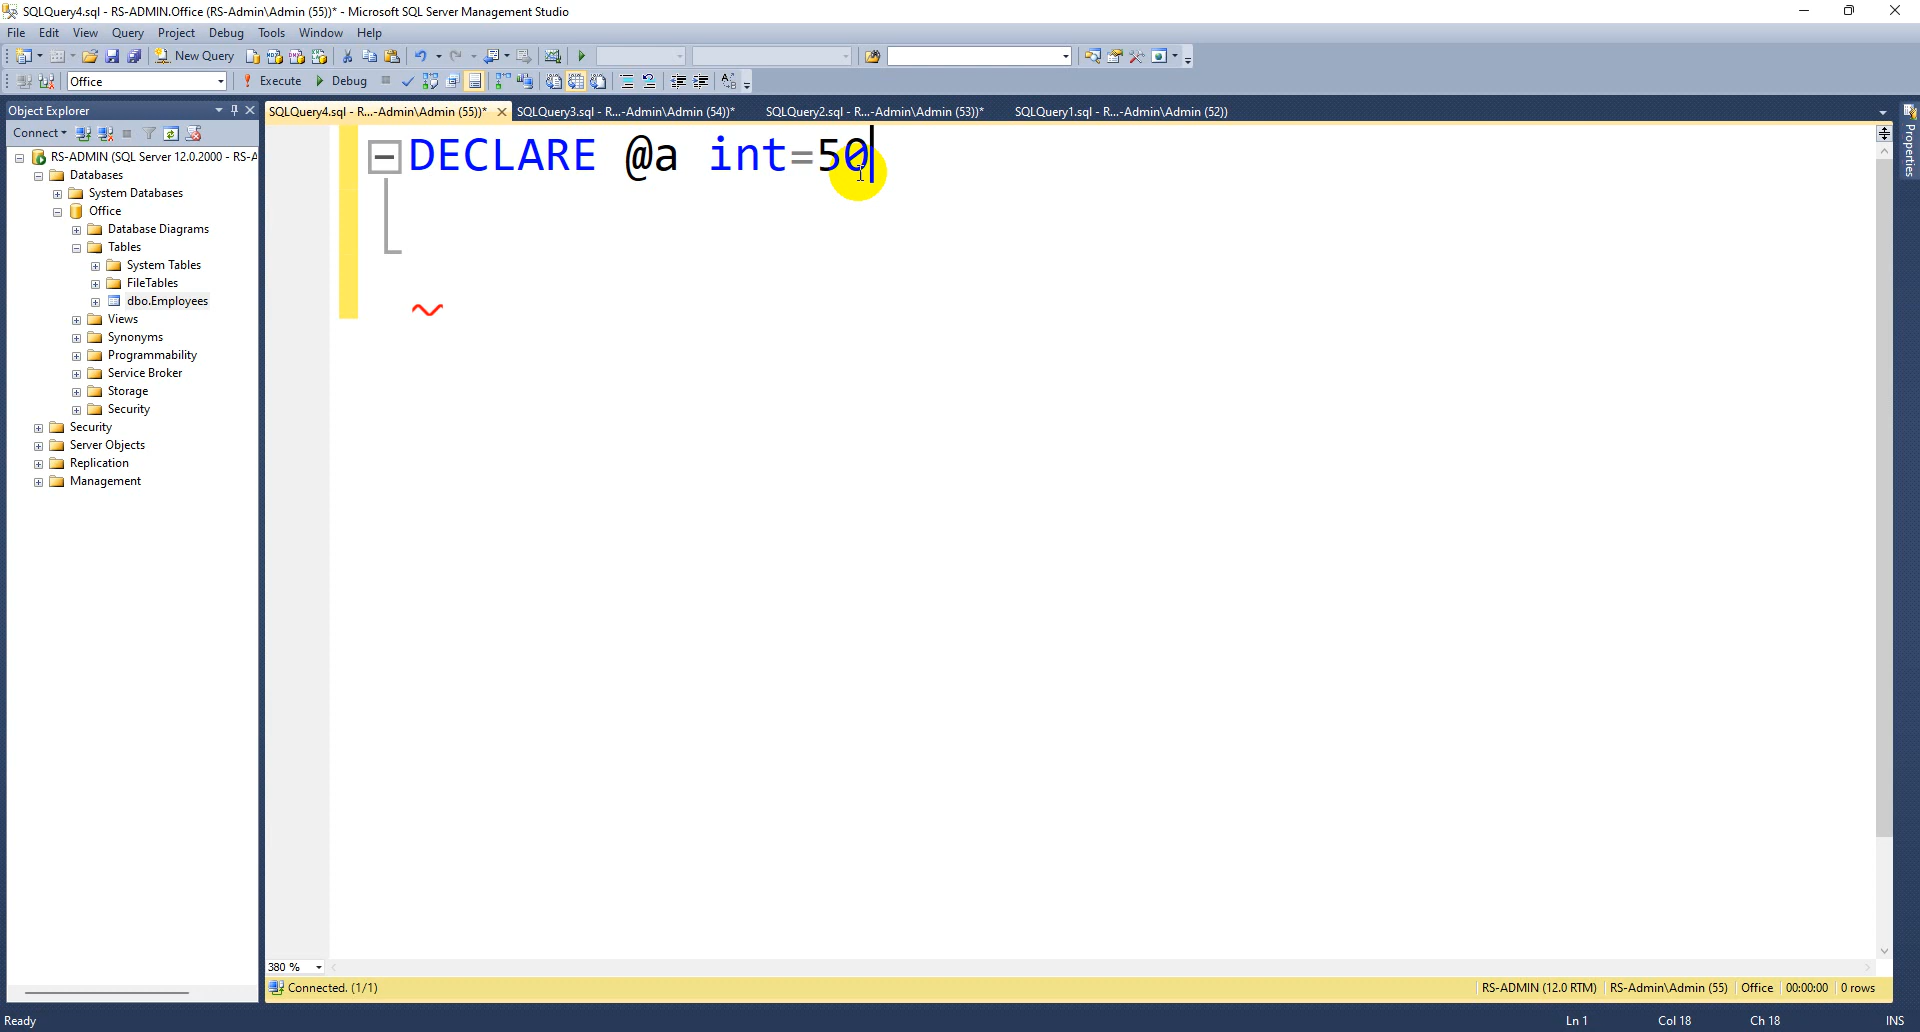 SQLQuery4.sql - RS-ADMIN.Office (RS-Admin\Admin (55))* - Microsoft SQL Server Management Studio
File Edit View Query Project Debug Tools Window Help
New Query
Office Execute Debug
Object Explorer
SQLQuery4.sql - R...-Admin\Admin (55))* SQLQuery3.sql - R...-Admin\Admin (54))* SQLQuery2.sql - R...-Admin\Admin (53))* SQLQuery1.sql - R...-Admin\Admin (52))
Connect
RS-ADMIN (SQL Server 12.0.2000 - RS-A
Databases
System Databases
Office
Database Diagrams
Tables
System Tables
FileTables
dbo.Employees
Views
Synonyms
Programmability
Service Broker
Storage
Security
Security
Server Objects
Replication
Management
DECLARE @a int=50
Properties
380 %
Connected. (1/1) RS-ADMIN (12.0 RTM) RS-Admin\Admin (55) Office 00:00:00 0 rows
Ready Ln 1 Col 18 Ch 18 INS